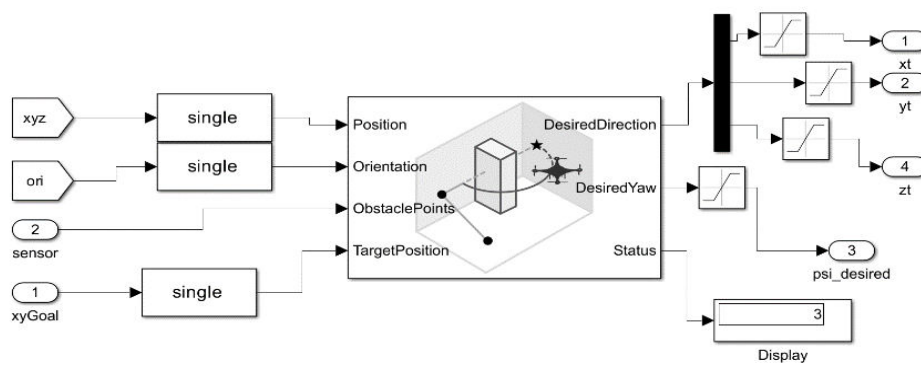 xyz
single
Position
ori
single
Orientation
2
sensor
ObstaclePoints
1
xyGoal
single
TargetPosition
DesiredDirection
DesiredYaw
Status
1
xt
2
yt
4
zt
3
psi_desired
3
Display